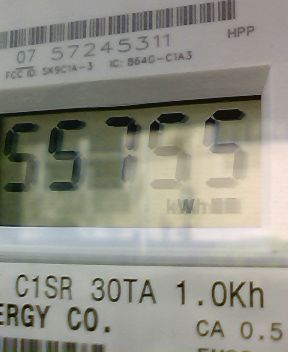 07 57245311
HPP
FCC ID: SK9C1A-3 IC: 864G-C1A3
55755
kWh
C1SR 30TA 1.0Kh
ERGY CO.
CA 0.5